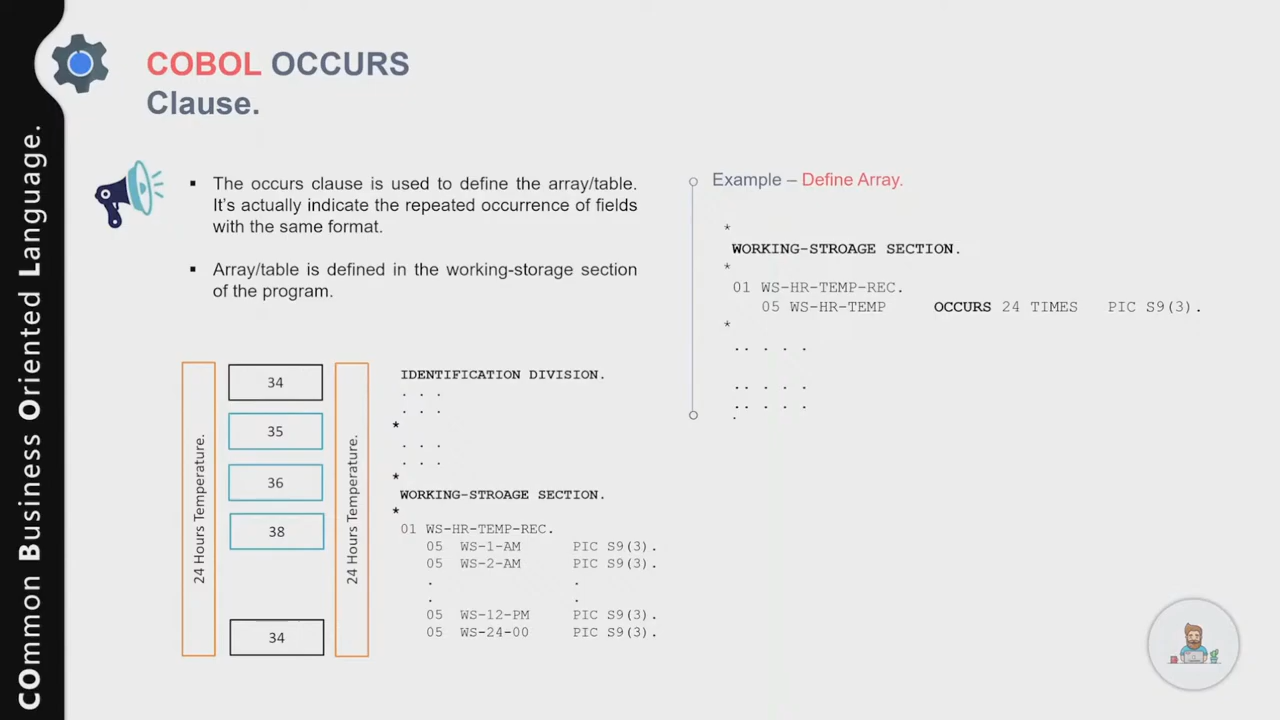 COmmon Business Oriented Language.
COBOL OCCURS
Clause.
▪ The occurs clause is used to define the array/table.
It's actually indicate the repeated occurrence of fields
with the same format.
▪ Array/table is defined in the working-storage section
of the program.
24 Hours Temperature.
34
35
36
38
34
24 Hours Temperature.
IDENTIFICATION DIVISION.
. . .
. . .
*
. . .
. . .
*
WORKING-STROAGE SECTION.
*
01 WS-HR-TEMP-REC.
05 WS-1-AM PIC S9(3).
05 WS-2-AM PIC S9(3).
. .
. .
05 WS-12-PM PIC S9(3).
05 WS-24-00 PIC S9(3).
Example – Define Array.
*
WORKING-STROAGE SECTION.
*
01 WS-HR-TEMP-REC.
05 WS-HR-TEMP OCCURS 24 TIMES PIC S9(3).
*
.. . . .
.. . . .
.. . . .
.